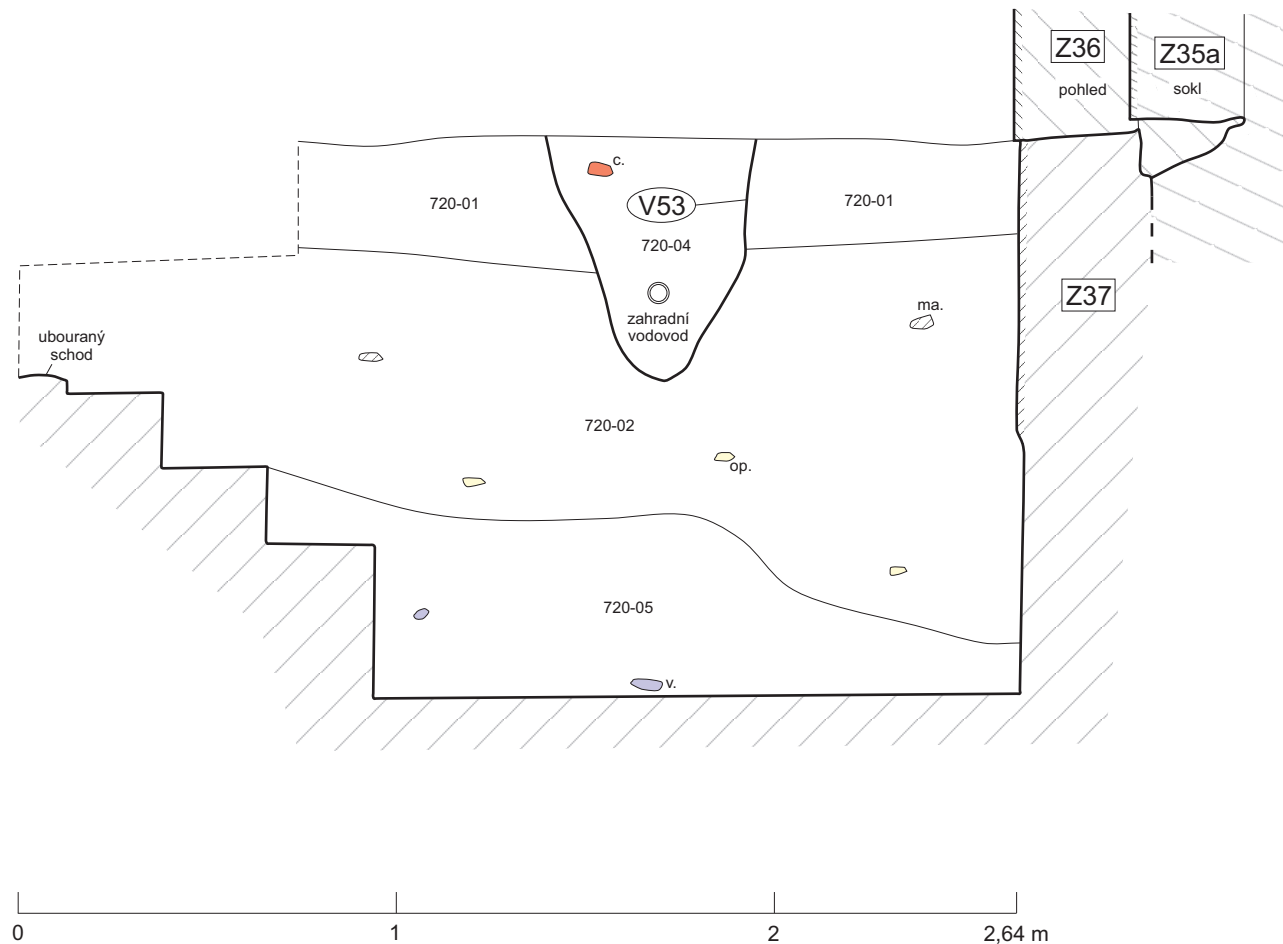 Z36
Z35a
pohled
sokl
c.
720-01
V53
720-01
720-04
Z37
zahradní
vodovod
ma.
ubouraný
schod
720-02
op.
720-05
v.
0
1
2
2,64 m